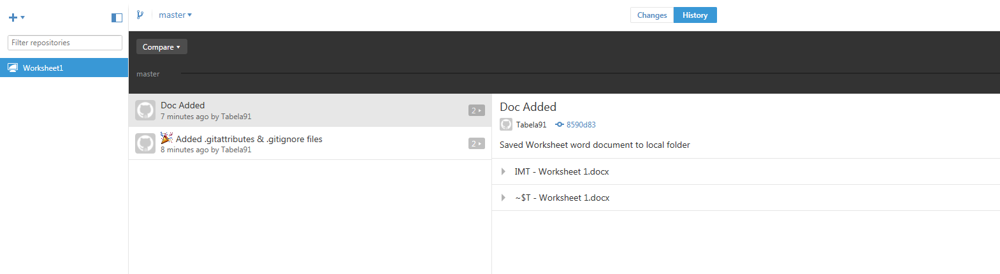 master
Changes
History
Filter repositories
Worksheet1
Compare
master
Doc Added
7 minutes ago by Tabela91
2
Added .gitattributes & .gitignore files
8 minutes ago by Tabela91
2
Doc Added
Tabela91
8590d83
Saved Worksheet word document to local folder
IMT - Worksheet 1.docx
~$T - Worksheet 1.docx